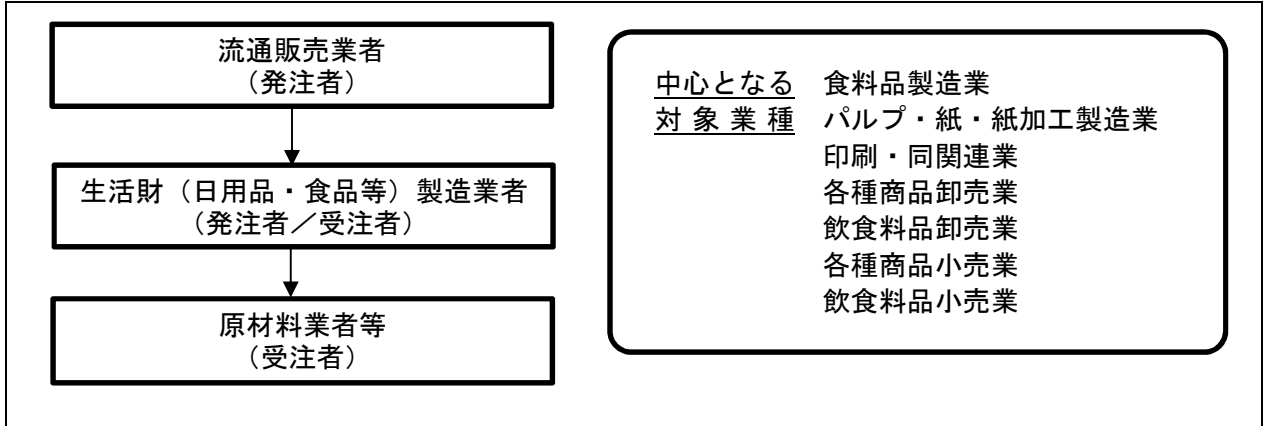 流通販売業者
（発注者）
生活財（日用品・食品等）製造業者
（発注者／受注者）
原材料業者等
（受注者）
中心となる　食料品製造業
対象業種　パルプ・紙・紙加工製造業
印刷・同関連業
各種商品卸売業
飲食料品卸売業
各種商品小売業
飲食料品小売業